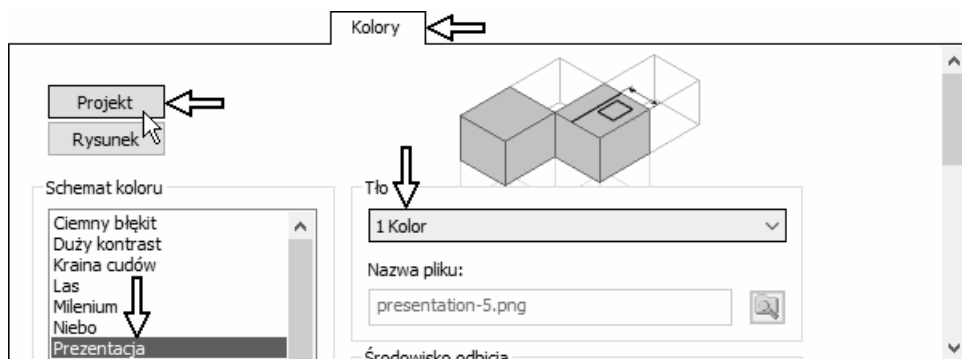 Kolory
Projekt
Rysunek
Schemat koloru
Ciemny błękit
Duży kontrast
Kraina cudów
Las
Milenium
Niebo
Prezentacja
Tło
1 Kolor
Nazwa pliku:
presentation-5.png
Środowisko odbicia